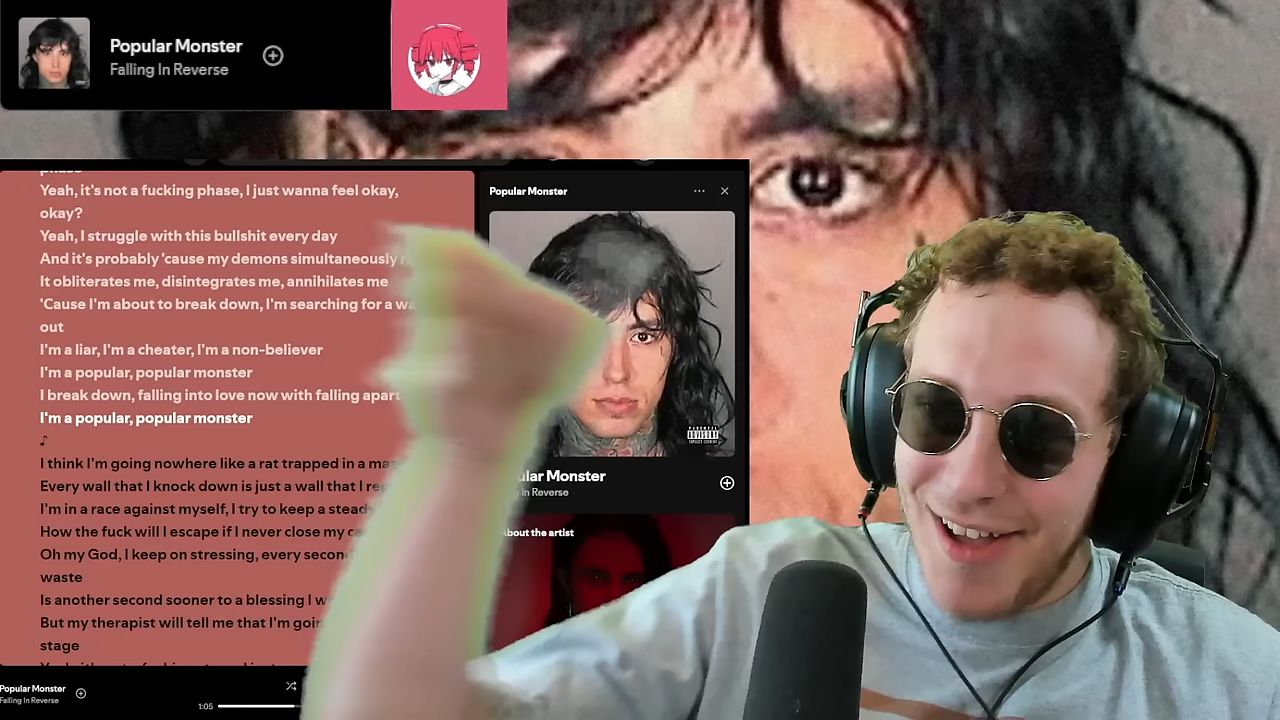 Popular Monster
Falling In Reverse
Yeah, it's not a fucking phase, I just wanna feel okay,
okay?
Yeah, I struggle with this bullshit every day
And it's probably 'cause my demons simultaneously
It obliterates me, disintegrates me, annihilates me
'Cause I'm about to break down, I'm searching for a
out
I'm a liar, I'm a cheater, I'm a non-believer
I'm a popular, popular monster
I break down, falling into love now with falling apart
I'm a popular, popular monster
♪
I think I'm going nowhere like a rat trapped in a
Every wall that I knock down is just a wall that I
I'm in a race against myself, I try to keep a
How the fuck will I escape if I never close my
Oh my God, I keep on stressing, every
waste
Is another second sooner to a blessing I
But my therapist will tell me that I'm
stage
Popular Monster
PARENTAL
ADVISORY
EXPLICIT CONTENT
Monster
In Reverse
About the artist
Popular Monster
Falling In Reverse
1:05